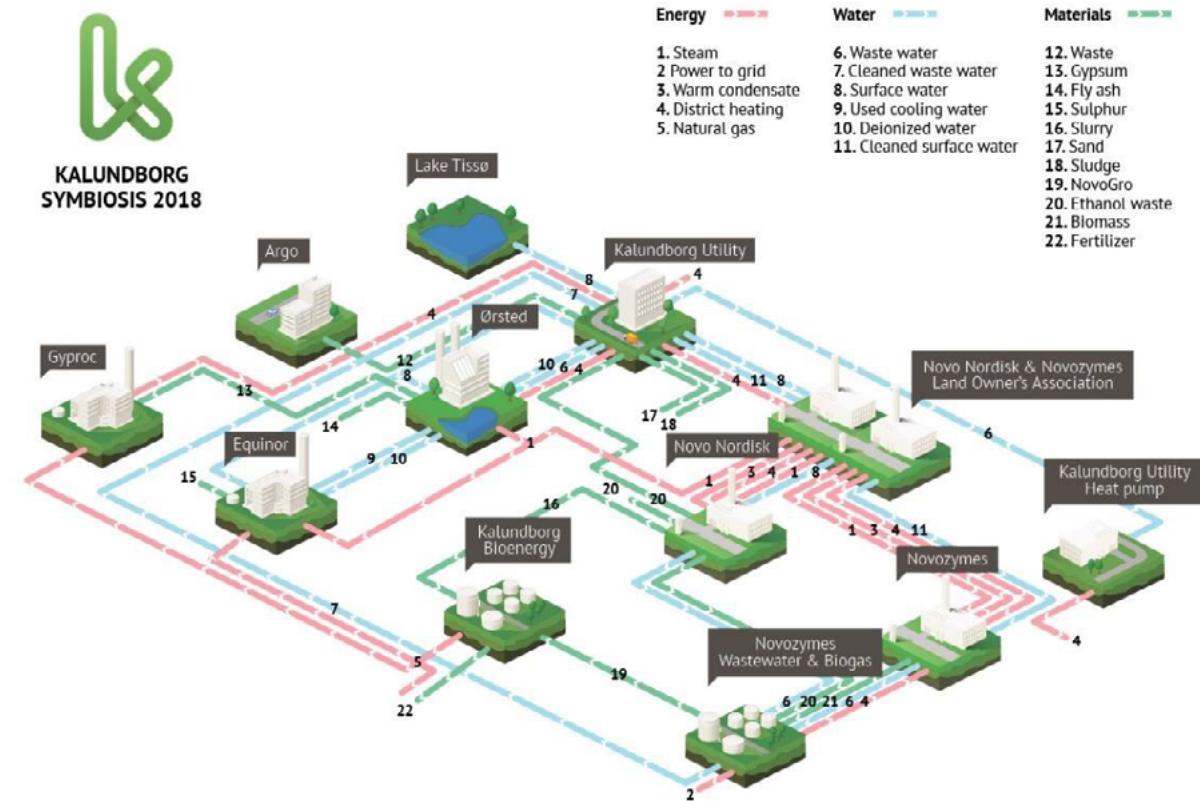 KALUNDBORG
SYMBIOSIS 2018
Energy
1. Steam
2 Power to grid
3. Warm condensate
4. District heating
5. Natural gas
Water
6. Waste water
7. Cleaned waste water
8. Surface water
9. Used cooling water
10. Deionized water
11. Cleaned surface water
Materials
12. Waste
13. Gypsum
14. Fly ash
15. Sulphur
16. Slurry
17. Sand
18. Sludge
19. NovoGro
20. Ethanol waste
21. Biomass
22. Fertilizer
Lake Tissø
Argo
Kalundborg Utility
8
4
7
4
Ørsted
Gyproc
12
8
10 6 4
13
14
4 11 8
Novo Nordisk & Novozymes
Land Owner's Association
17
18
6
Equinor
1
9 10
Novo Nordisk
15
1 3 4 1 8
Kalundborg Utility
Heat pump
20
20
16
Kalundborg
Bioenergy
1 3 4 11
Novozymes
7
4
Novozymes
Wastewater & Biogas
5
19
22
6 20 21 6 4
2